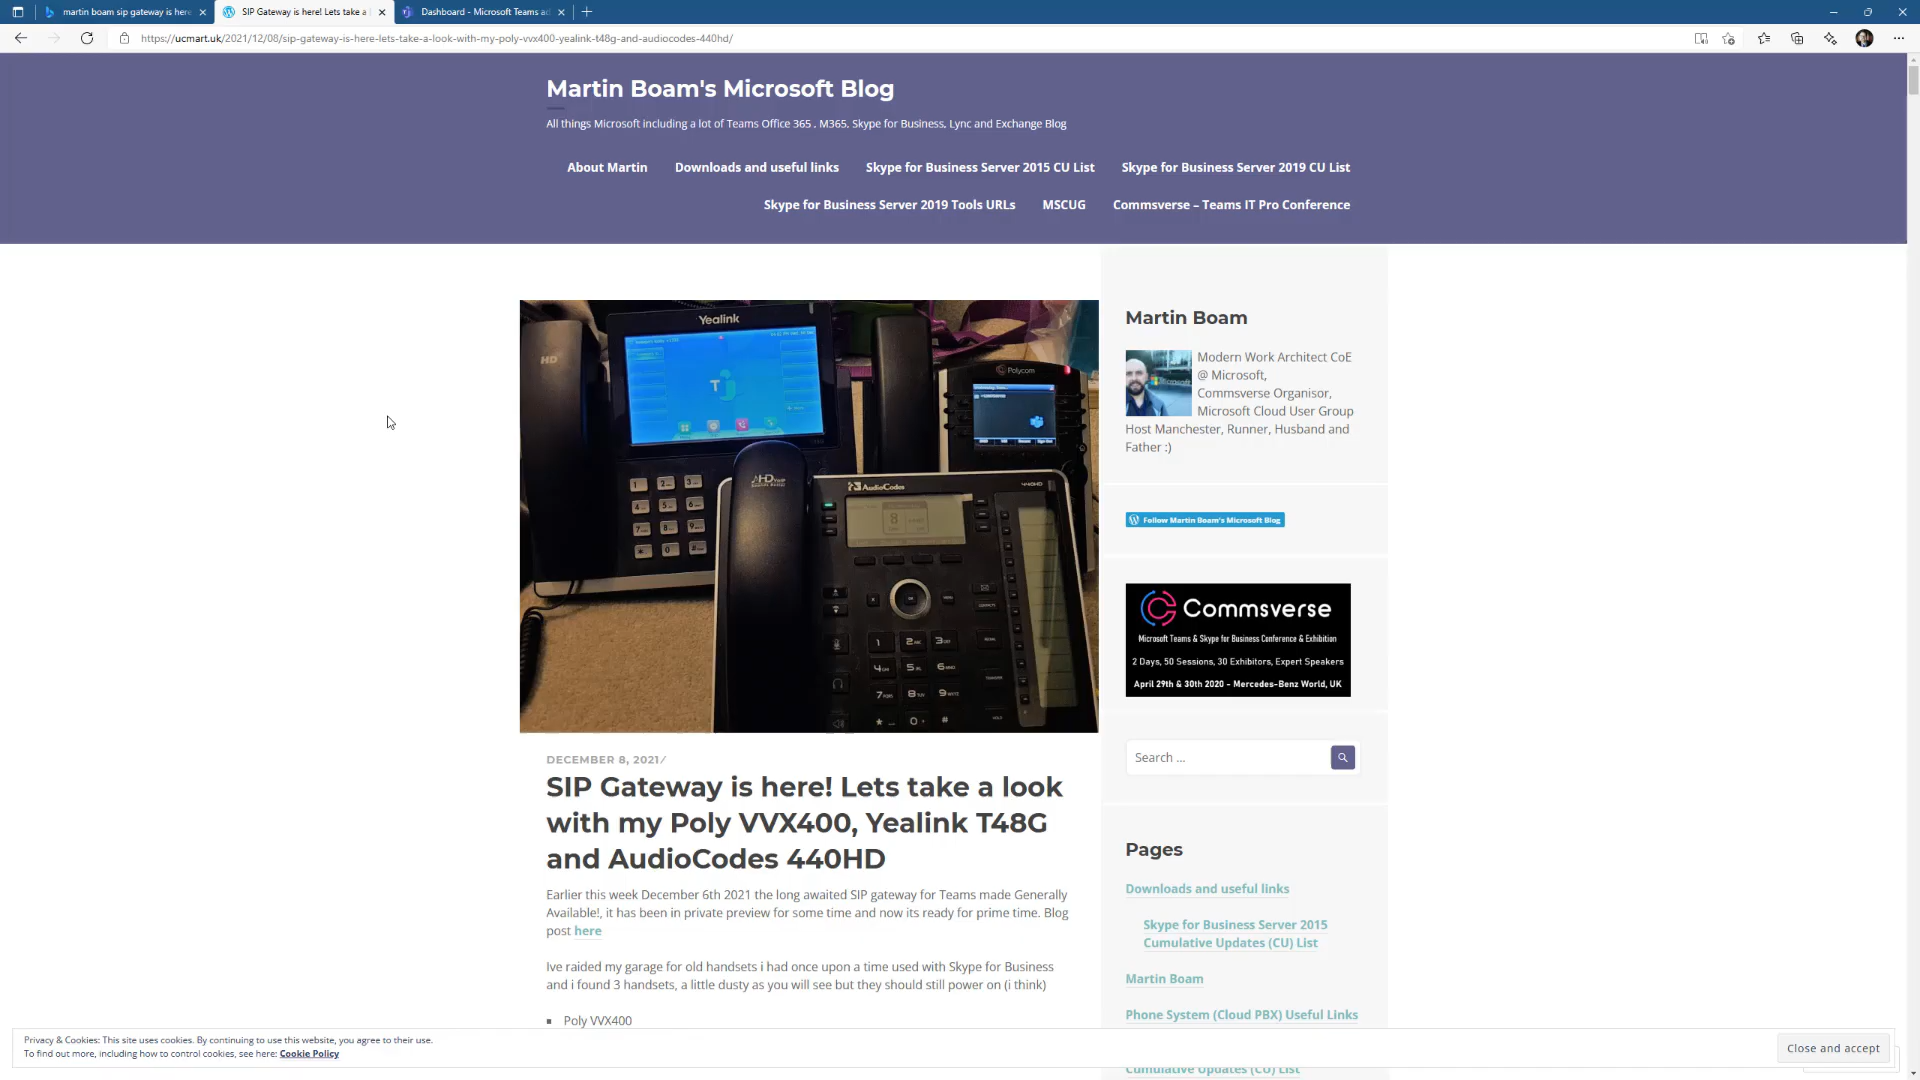 martin boam sip gateway is here
SIP Gateway is here! Lets take a l
Dashboard - Microsoft Teams ad
https://ucmart.uk/2021/12/08/sip-gateway-is-here-lets-take-a-look-with-my-poly-vvx400-yealink-t48g-and-audiocodes-440hd/
Martin Boam's Microsoft Blog
All things Microsoft including a lot of Teams Office 365 , M365, Skype for Business, Lync and Exchange Blog
About Martin Downloads and useful links Skype for Business Server 2015 CU List Skype for Business Server 2019 CU List
Skype for Business Server 2019 Tools URLs MSCUG Commsverse – Teams IT Pro Conference
Yealink
HD
Polycom
AudioCodes
440HD
HD VoIP
Martin Boam
Modern Work Architect CoE
@ Microsoft,
Commsverse Organisor,
Microsoft Cloud User Group
Host Manchester, Runner, Husband and
Father :)
Follow Martin Boam's Microsoft Blog
Commsverse
Microsoft Teams & Skype for Business Conference & Exhibition
2 Days, 50 Sessions, 30 Exhibitors, Expert Speakers
April 29th & 30th 2020 - Mercedes-Benz World, UK
Search ...
DECEMBER 8, 2021/
SIP Gateway is here! Lets take a look
with my Poly VVX400, Yealink T48G
and AudioCodes 440HD
Earlier this week December 6th 2021 the long awaited SIP gateway for Teams made Generally
Available!, it has been in private preview for some time and now its ready for prime time. Blog
post here
Ive raided my garage for old handsets i had once upon a time used with Skype for Business
and i found 3 handsets, a little dusty as you will see but they should still power on (i think)
Poly VVX400
Pages
Downloads and useful links
Skype for Business Server 2015
Cumulative Updates (CU) List
Martin Boam
Phone System (Cloud PBX) Useful Links
Cumulative Updates (CU) List
Privacy & Cookies: This site uses cookies. By continuing to use this website, you agree to their use.
To find out more, including how to control cookies, see here: Cookie Policy
Close and accept